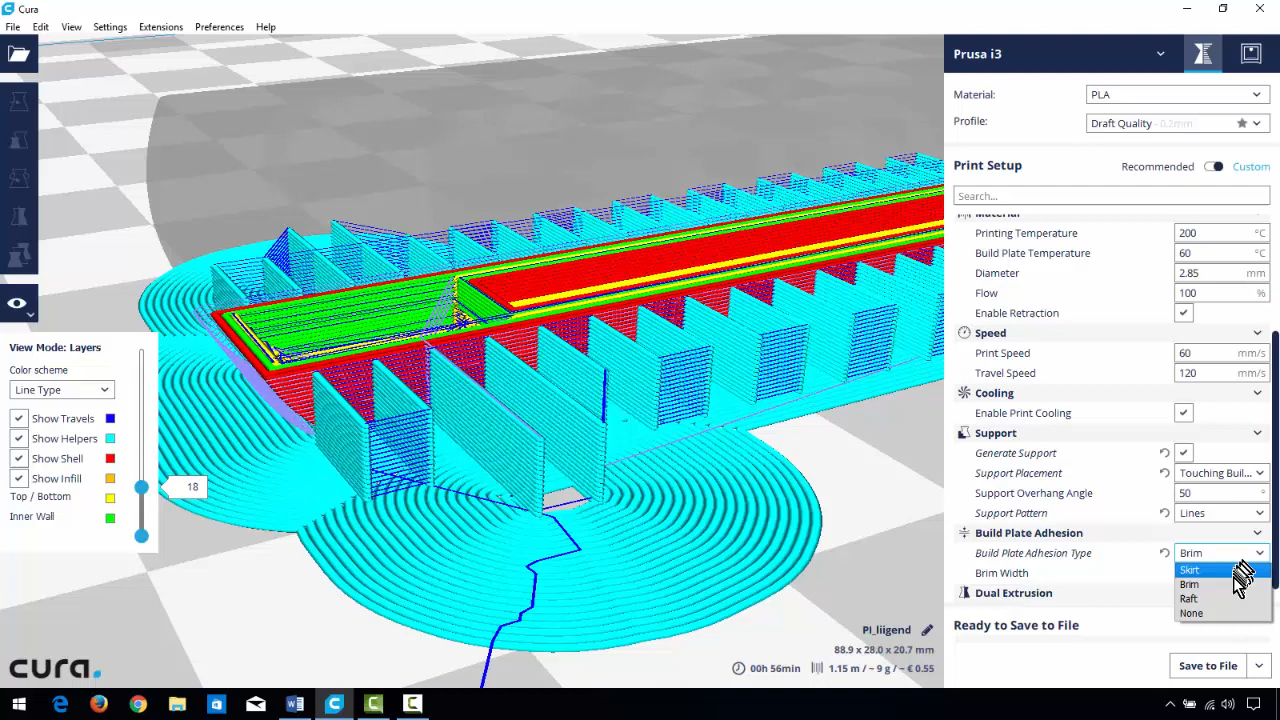 Cura
File Edit View Settings Extensions Preferences Help
Prusa i3
Material: PLA
Profile: Draft Quality - 0.2mm
Print Setup Recommended Custom
Search...
Material
Printing Temperature 200 °C
Build Plate Temperature 60 °C
Diameter 2.85 mm
Flow 100 %
Enable Retraction
Speed
Print Speed 60 mm/s
Travel Speed 120 mm/s
Cooling
Enable Print Cooling
Support
Generate Support
Support Placement Touching Buil...
Support Overhang Angle 50 °
Support Pattern Lines
Build Plate Adhesion
Build Plate Adhesion Type Brim
Skirt
Brim
Raft
None
Brim Width
Dual Extrusion
Ready to Save to File
Save to File
View Mode: Layers
Color scheme
Line Type
Show Travels
Show Helpers
Show Shell
Show Infill
Top / Bottom
Inner Wall
18
PI_liigend
88.9 x 28.0 x 20.7 mm
00h 56min 1.15 m / ~ 9 g / ~ € 0.55
cura.